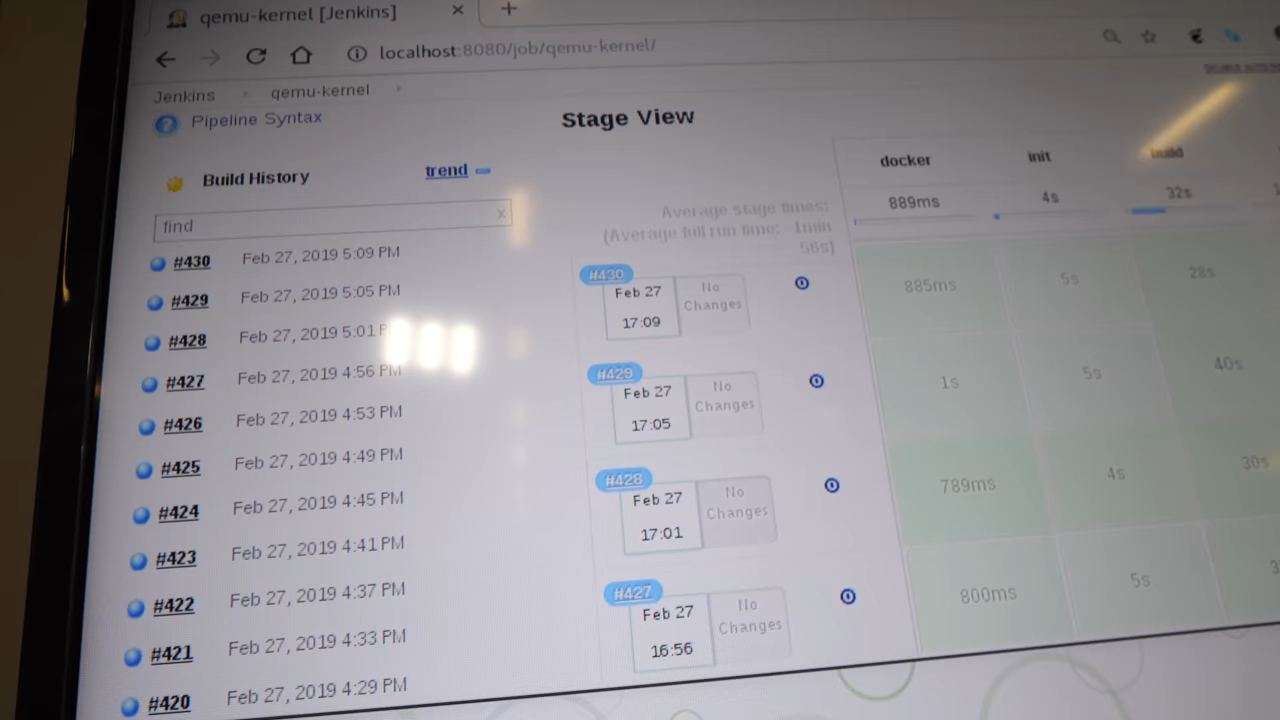 qemu-kernel [Jenkins] × +
localhost:8080/job/qemu-kernel/
Jenkins › qemu-kernel ›
Pipeline Syntax
Build History trend
find x
#430 Feb 27, 2019 5:09 PM
#429 Feb 27, 2019 5:05 PM
#428 Feb 27, 2019 5:01 P
#427 Feb 27, 2019 4:56 PM
#426 Feb 27, 2019 4:53 PM
#425 Feb 27, 2019 4:49 PM
#424 Feb 27, 2019 4:45 PM
#423 Feb 27, 2019 4:41 PM
#422 Feb 27, 2019 4:37 PM
#421 Feb 27, 2019 4:33 PM
#420 Feb 27, 2019 4:29 PM
Stage View
docker init build
889ms 4s 32s
Average stage times:
(Average full run time: ~1min
56s)
#430
Feb 27
17:09
No
Changes
885ms 5s 28s
#429
Feb 27
17:05
No
Changes
1s 5s 40s
#428
Feb 27
17:01
No
Changes
789ms 4s 30s
#427
Feb 27
16:56
No
Changes
800ms 5s